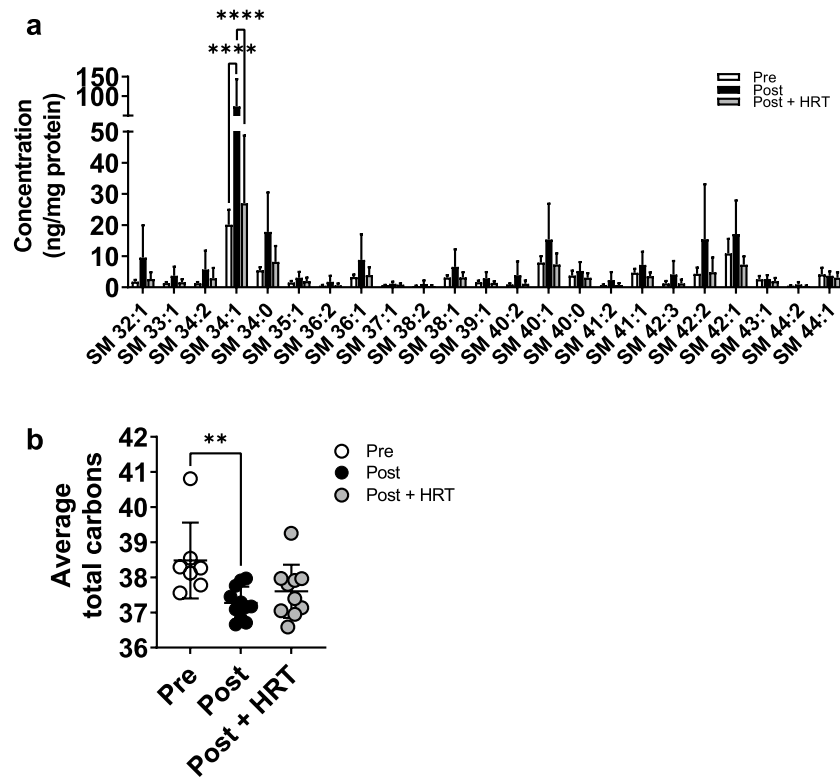 a
****
****
Pre
Post
Post + HRT
Concentration
(ng/mg protein)
150
100
50
40
30
20
10
0
SM 32:1
SM 33:1
SM 34:2
SM 34:1
SM 34:0
SM 35:1
SM 36:2
SM 36:1
SM 37:1
SM 38:2
SM 38:1
SM 39:1
SM 40:2
SM 40:1
SM 40:0
SM 41:2
SM 41:1
SM 42:3
SM 42:2
SM 42:1
SM 43:1
SM 44:2
SM 44:1
b
**
Pre
Post
Post + HRT
Average
total carbons
42
41
40
39
38
37
36
Pre
Post
Post + HRT